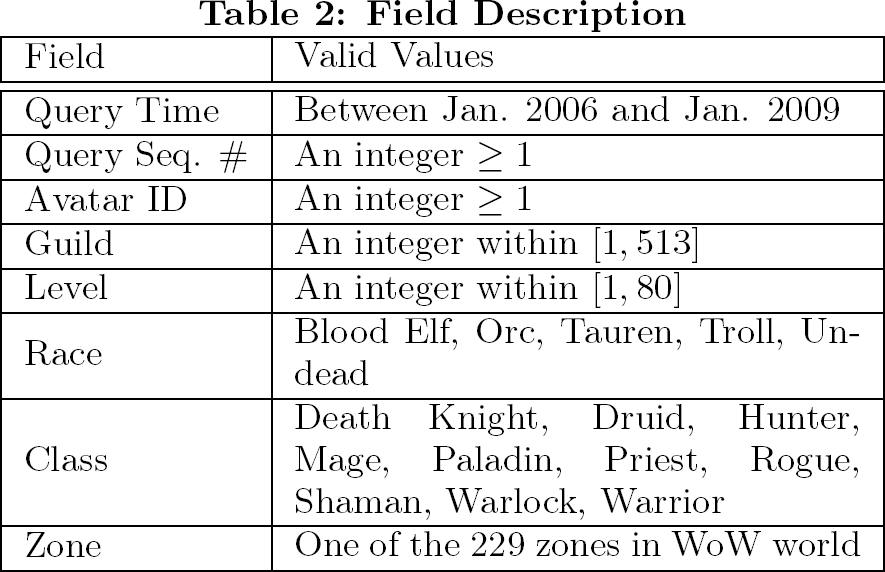 Table 2: Field Description
Field Valid Values
Query Time Between Jan. 2006 and Jan. 2009
Query Seq. # An integer ≥ 1
Avatar ID An integer ≥ 1
Guild An integer within [1, 513]
Level An integer within [1, 80]
Race Blood Elf, Orc, Tauren, Troll, Un-
dead
Class Death Knight, Druid, Hunter,
Mage, Paladin, Priest, Rogue,
Shaman, Warlock, Warrior
Zone One of the 229 zones in WoW world